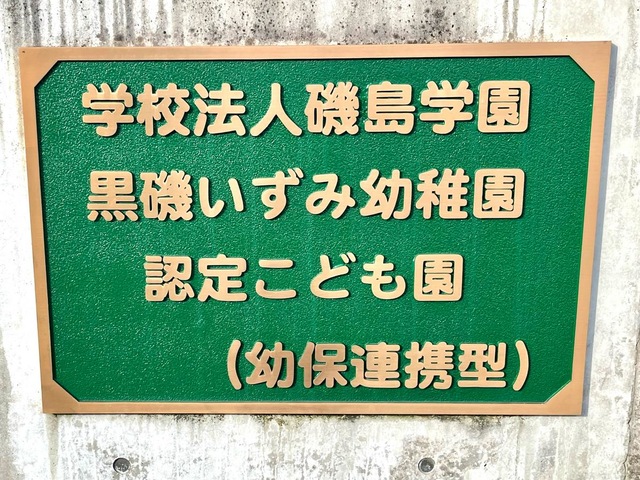 学校法人磯島学園
黒磯いずみ幼稚園
認定こども園
(幼保連携型)